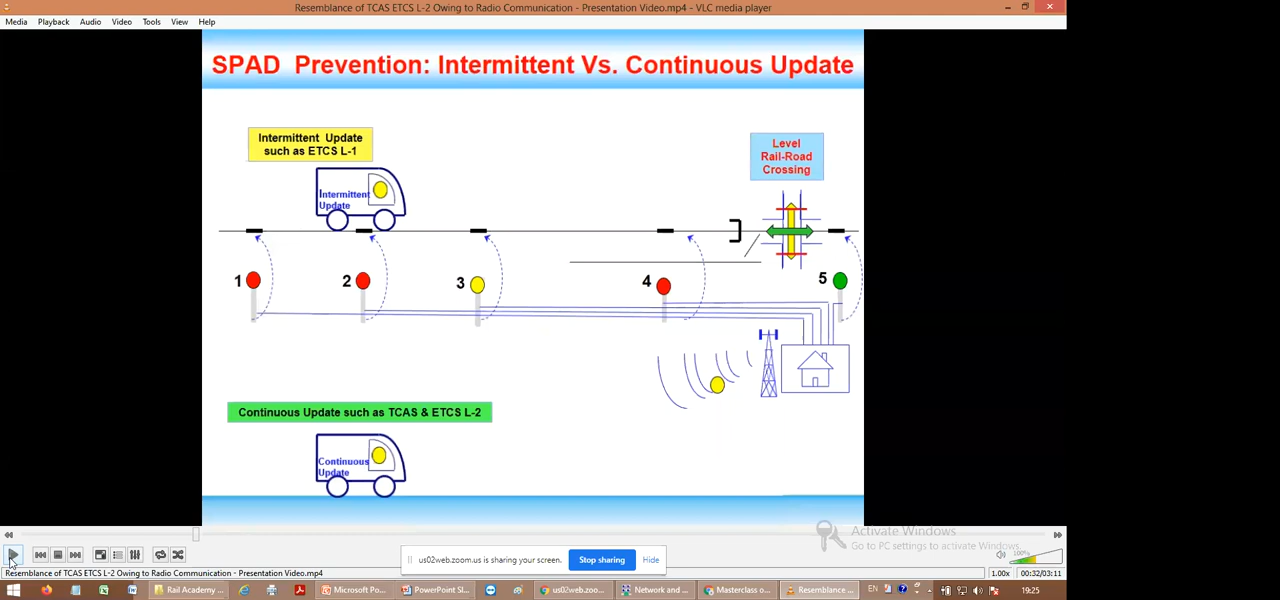 Resemblance of TCAS ETCS L-2 Owing to Radio Communication - Presentation Video.mp4 - VLC media player
Media Playback Audio Video Tools View Help
SPAD Prevention: Intermittent Vs. Continuous Update
Intermittent Update
such as ETCS L-1
Level
Rail-Road
Crossing
Intermittent
Update
1
2
3
4
5
Continuous Update such as TCAS & ETCS L-2
Continuous
Update
Activate Windows
Go to PC settings to activate Windows.
us02web.zoom.us is sharing your screen.
Stop sharing
Hide
100%
Resemblance of TCAS ETCS L-2 Owing to Radio Communication - Presentation Video.mp4
1.00x
00:32/03:11
Rail Academy ...
Microsoft Po...
PowerPoint Sl...
us02web.zoo...
Network and ...
Masterclass o...
Resemblance ...
EN
19:25